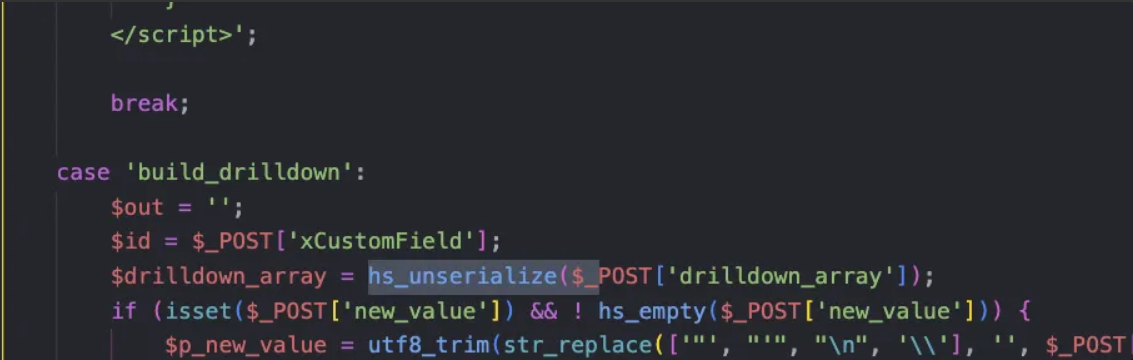 </script>';
break;
case 'build_drilldown':
$out = '';
$id = $_POST['xCustomField'];
$drilldown_array = hs_unserialize($_POST['drilldown_array']);
if (isset($_POST['new_value']) && ! hs_empty($_POST['new_value'])) {
$p_new_value = utf8_trim(str_replace(['"', "'", "\n", '\\'], '', $_POST[